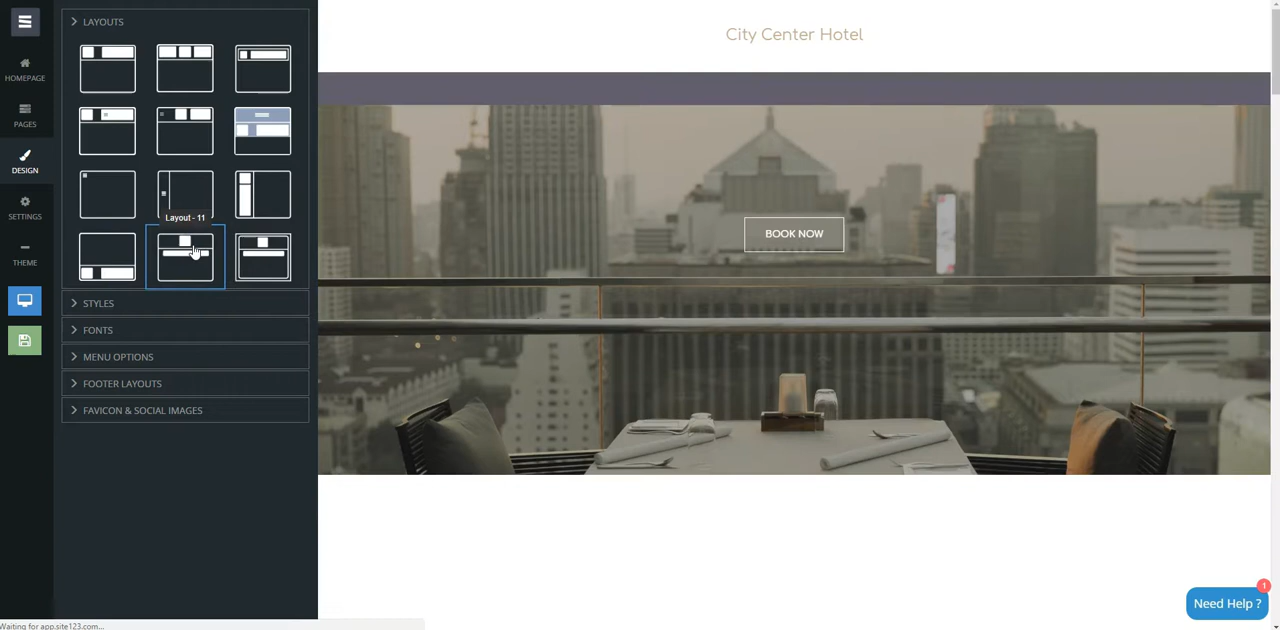 LAYOUTS
City Center Hotel
HOMEPAGE
PAGES
DESIGN
SETTINGS
THEME
Layout - 11
BOOK NOW
STYLES
FONTS
MENU OPTIONS
FOOTER LAYOUTS
FAVICON & SOCIAL IMAGES
1
Need Help ?
Waiting for app.site123.com...